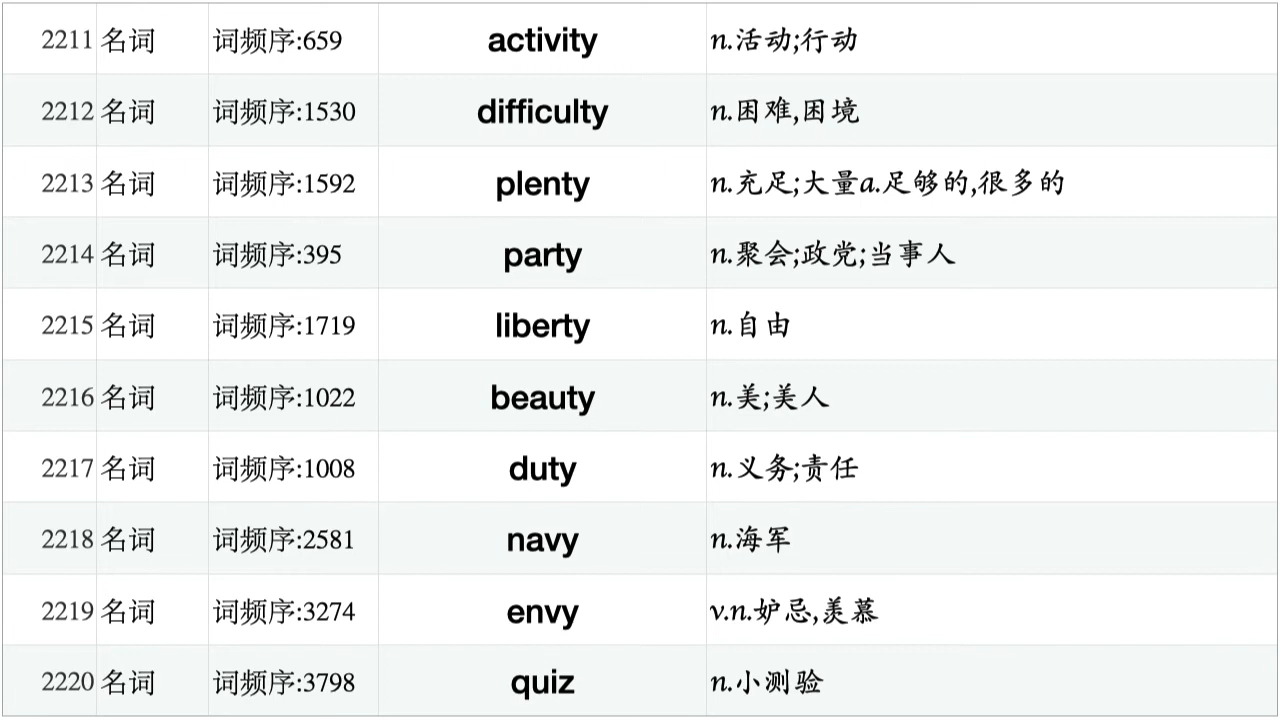 2211 名词 词频序:659 activity n.活动;行动
2212 名词 词频序:1530 difficulty n.困难,困境
2213 名词 词频序:1592 plenty n.充足;大量a.足够的,很多的
2214 名词 词频序:395 party n.聚会;政党;当事人
2215 名词 词频序:1719 liberty n.自由
2216 名词 词频序:1022 beauty n.美;美人
2217 名词 词频序:1008 duty n.义务;责任
2218 名词 词频序:2581 navy n.海军
2219 名词 词频序:3274 envy v.n.妒忌,羡慕
2220 名词 词频序:3798 quiz n.小测验